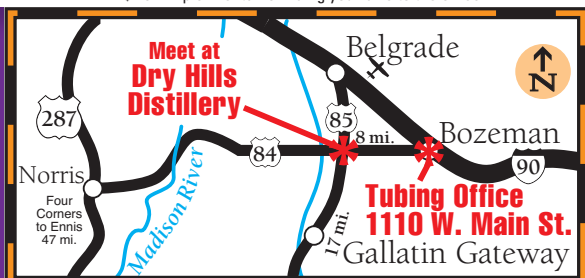 Meet at
Dry Hills
Distillery
Belgrade
N
287
85
8 mi.
84
Bozeman
90
Norris
Four
Corners
to Ennis
47 mi.
Madison River
Tubing Office
1110 W. Main St.
17 mi.
Gallatin Gateway